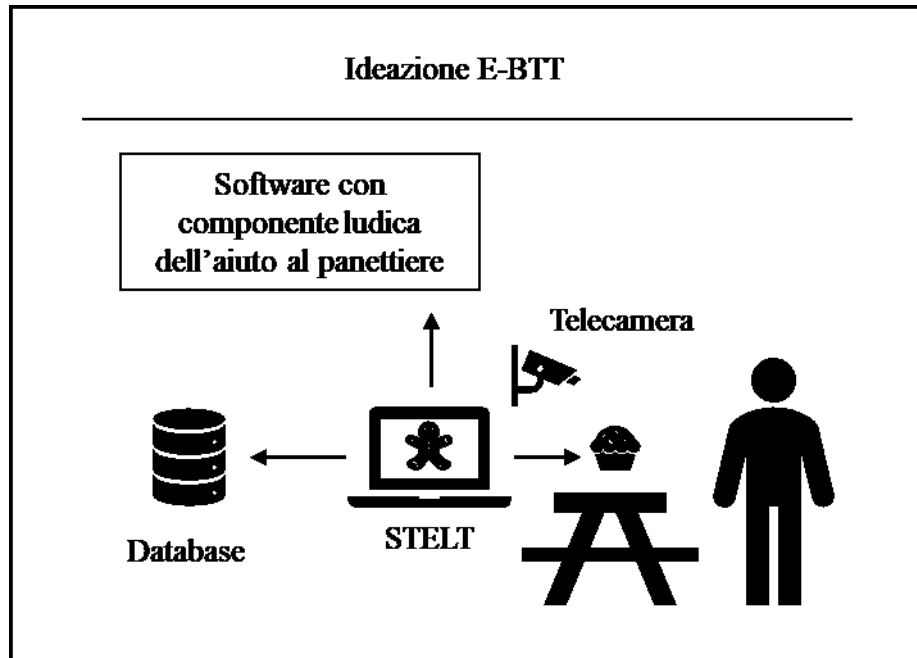 Ideazione E-BTT
Software con
componente ludica
dell’aiuto al panettiere
Telecamera
STELT
Database